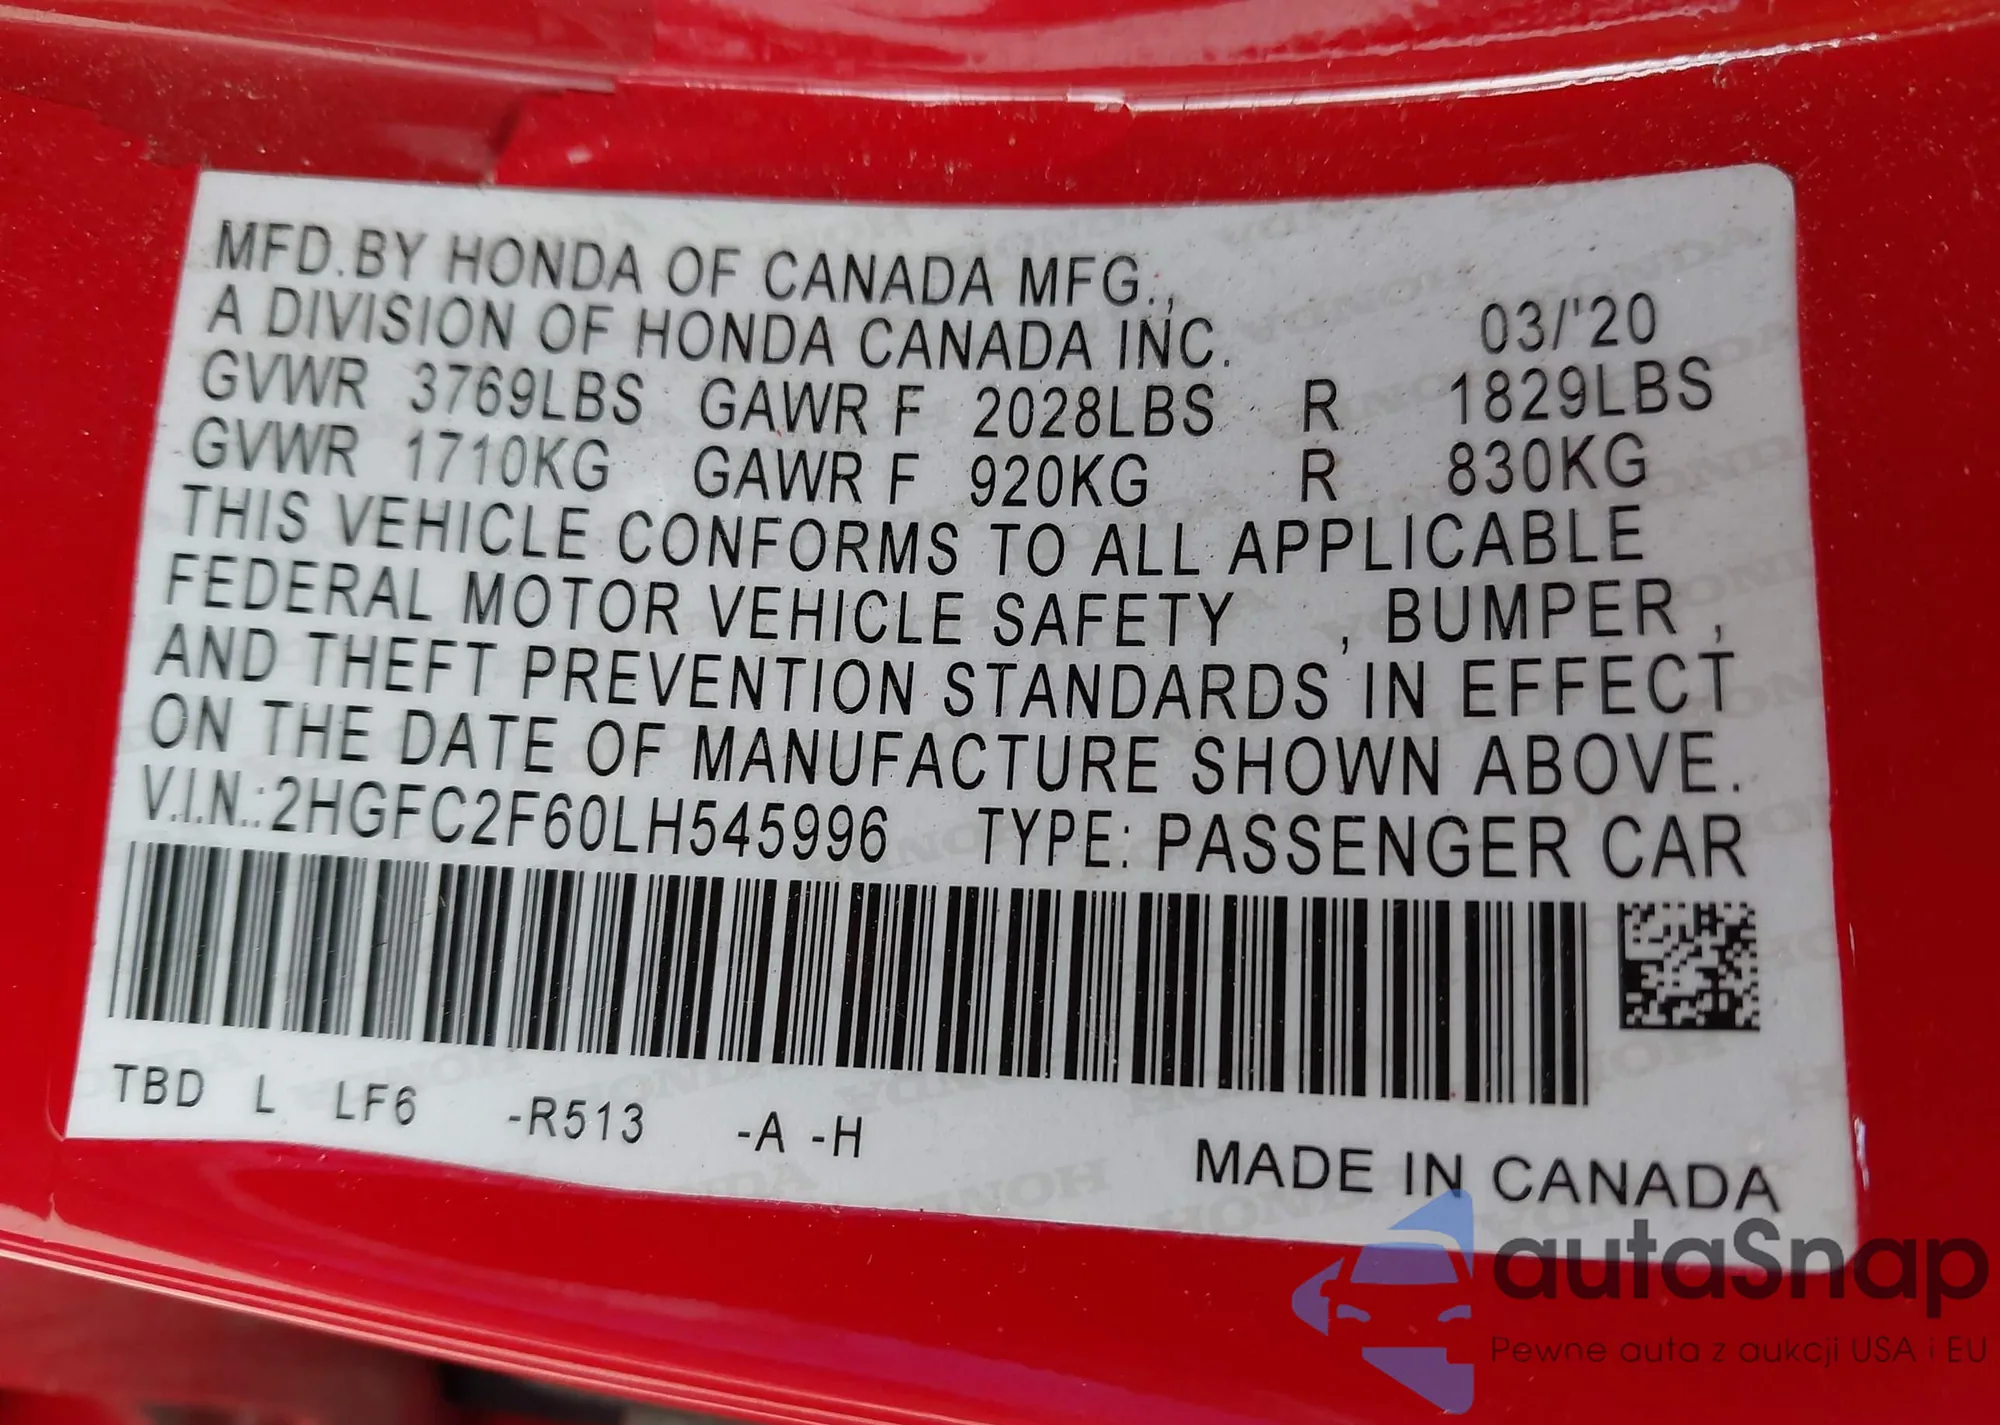 MFD.BY HONDA OF CANADA MFG.,
A DIVISION OF HONDA CANADA INC. 03/'20
GVWR 3769LBS GAWR F 2028LBS R 1829LBS
GVWR 1710KG GAWR F 920KG R 830KG
THIS VEHICLE CONFORMS TO ALL APPLICABLE
FEDERAL MOTOR VEHICLE SAFETY , BUMPER ,
AND THEFT PREVENTION STANDARDS IN EFFECT
ON THE DATE OF MANUFACTURE SHOWN ABOVE.
V.I.N.:2HGFC2F60LH545996 TYPE: PASSENGER CAR
TBD L LF6 -R513 -A -H
MADE IN CANADA
autaSnap
Pewne auta z aukcji USA i EU